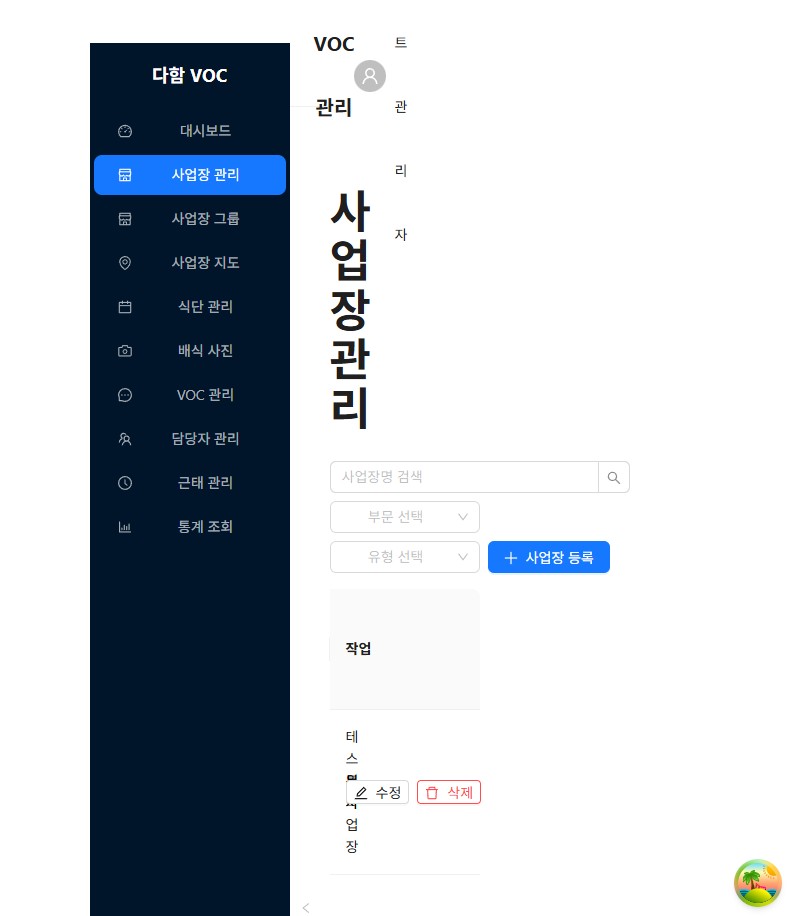 다함 VOC
대시보드
사업장 관리
사업장 그룹
사업장 지도
식단 관리
배식 사진
VOC 관리
담당자 관리
근태 관리
통계 조회
VOC
관리
트
관
리
자
사
업
장
관
리
사업장명 검색
부문 선택
유형 선택
사업장 등록
작업
테
스
수정
삭제
업
장